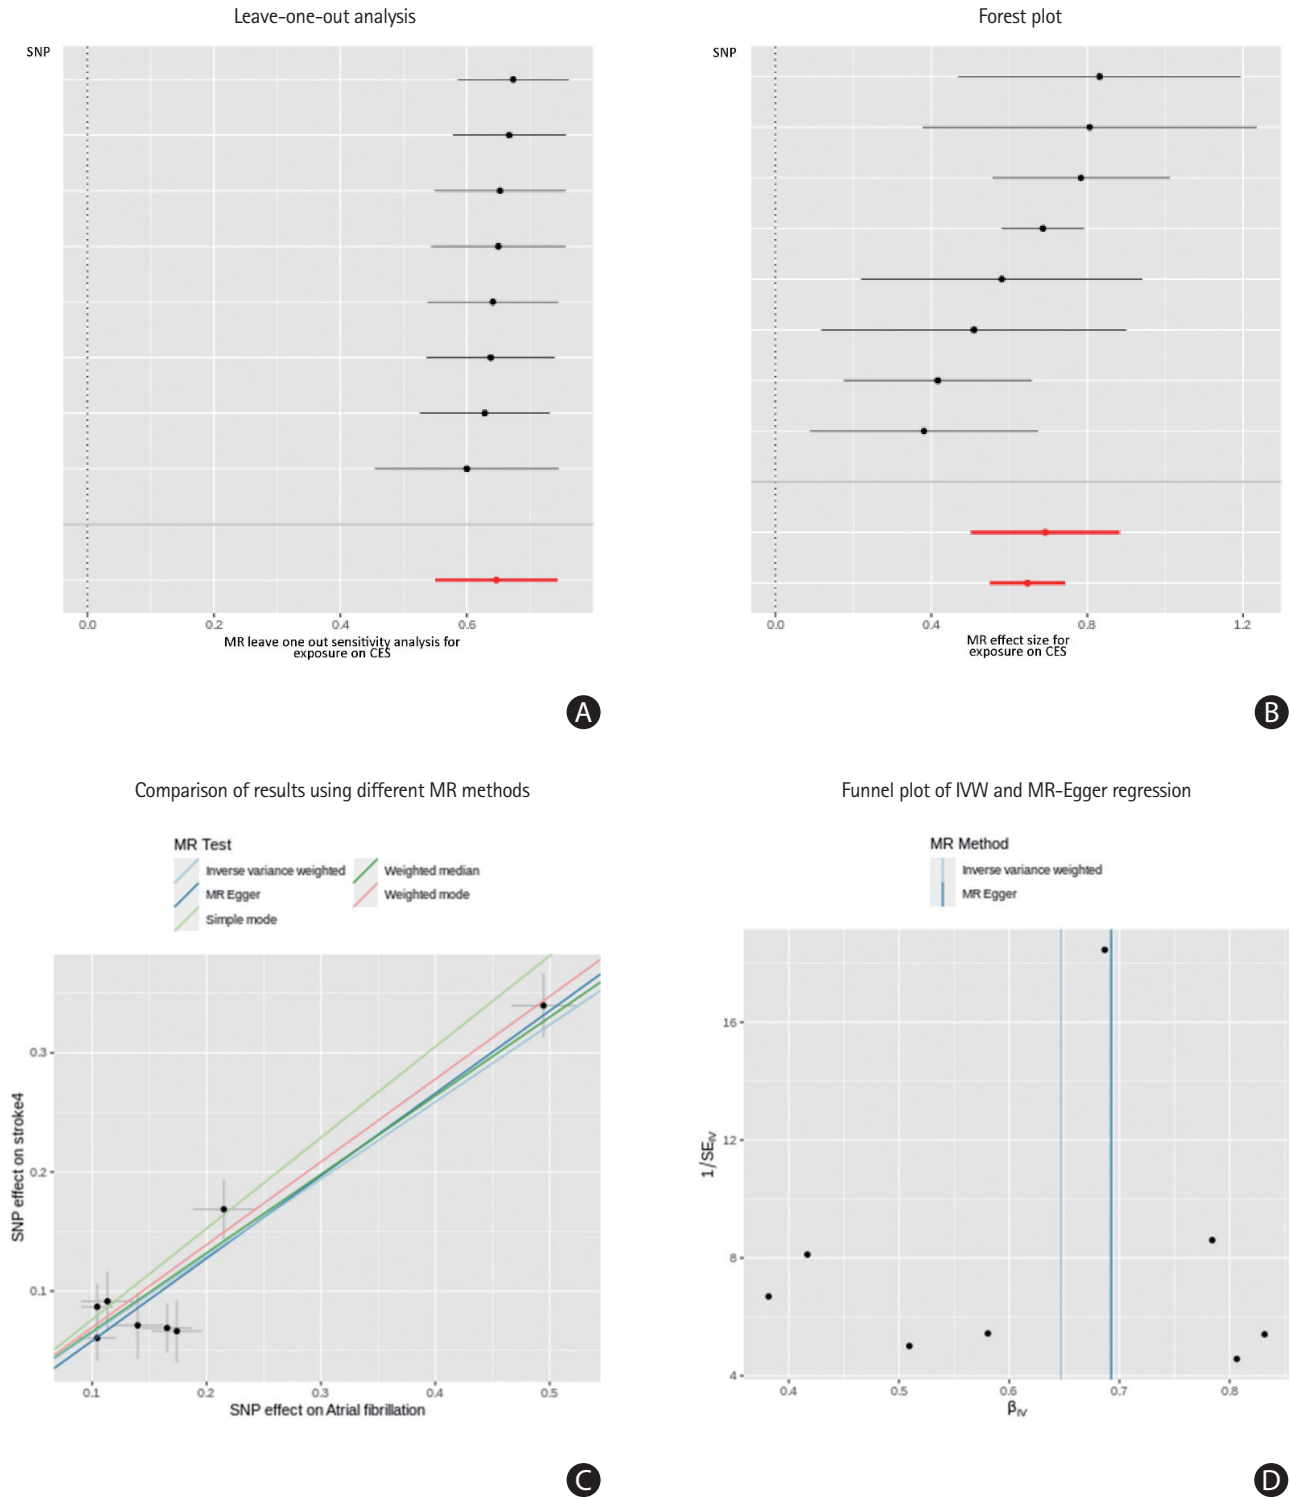 Leave-one-out analysis
SNP
0.0 0.2 0.4 0.6
MR leave one out sensitivity analysis for
exposure on CES
A
Forest plot
SNP
0.0 0.4 0.8 1.2
MR effect size for
exposure on CES
B
Comparison of results using different MR methods
MR Test
Inverse variance weighted Weighted median
MR Egger Weighted mode
Simple mode
SNP effect on stroke4
0.3
0.2
0.1
0.1 0.2 0.3 0.4 0.5
SNP effect on Atrial fibrillation
C
Funnel plot of IVW and MR-Egger regression
MR Method
Inverse variance weighted
MR Egger
1/SE_IV
16
12
8
4
0.4 0.5 0.6 0.7 0.8
β_IV
D